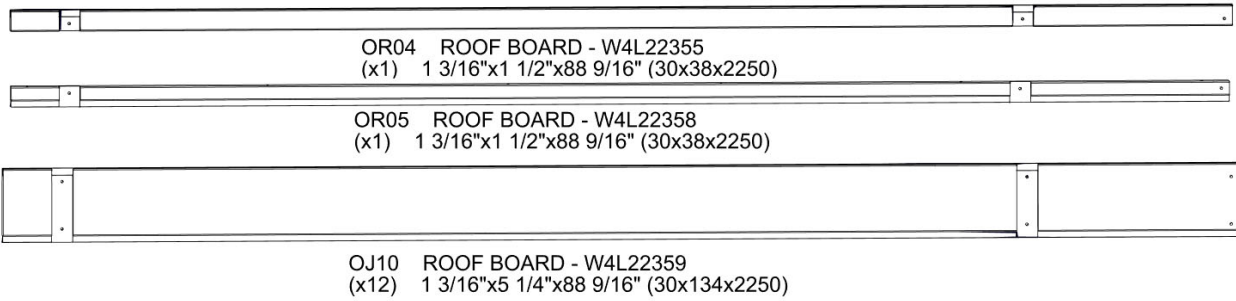 OR04 ROOF BOARD - W4L22355
(x1) 1 3/16"x1 1/2"x88 9/16" (30x38x2250)
OR05 ROOF BOARD - W4L22358
(x1) 1 3/16"x1 1/2"x88 9/16" (30x38x2250)
OJ10 ROOF BOARD - W4L22359
(x12) 1 3/16"x5 1/4"x88 9/16" (30x134x2250)